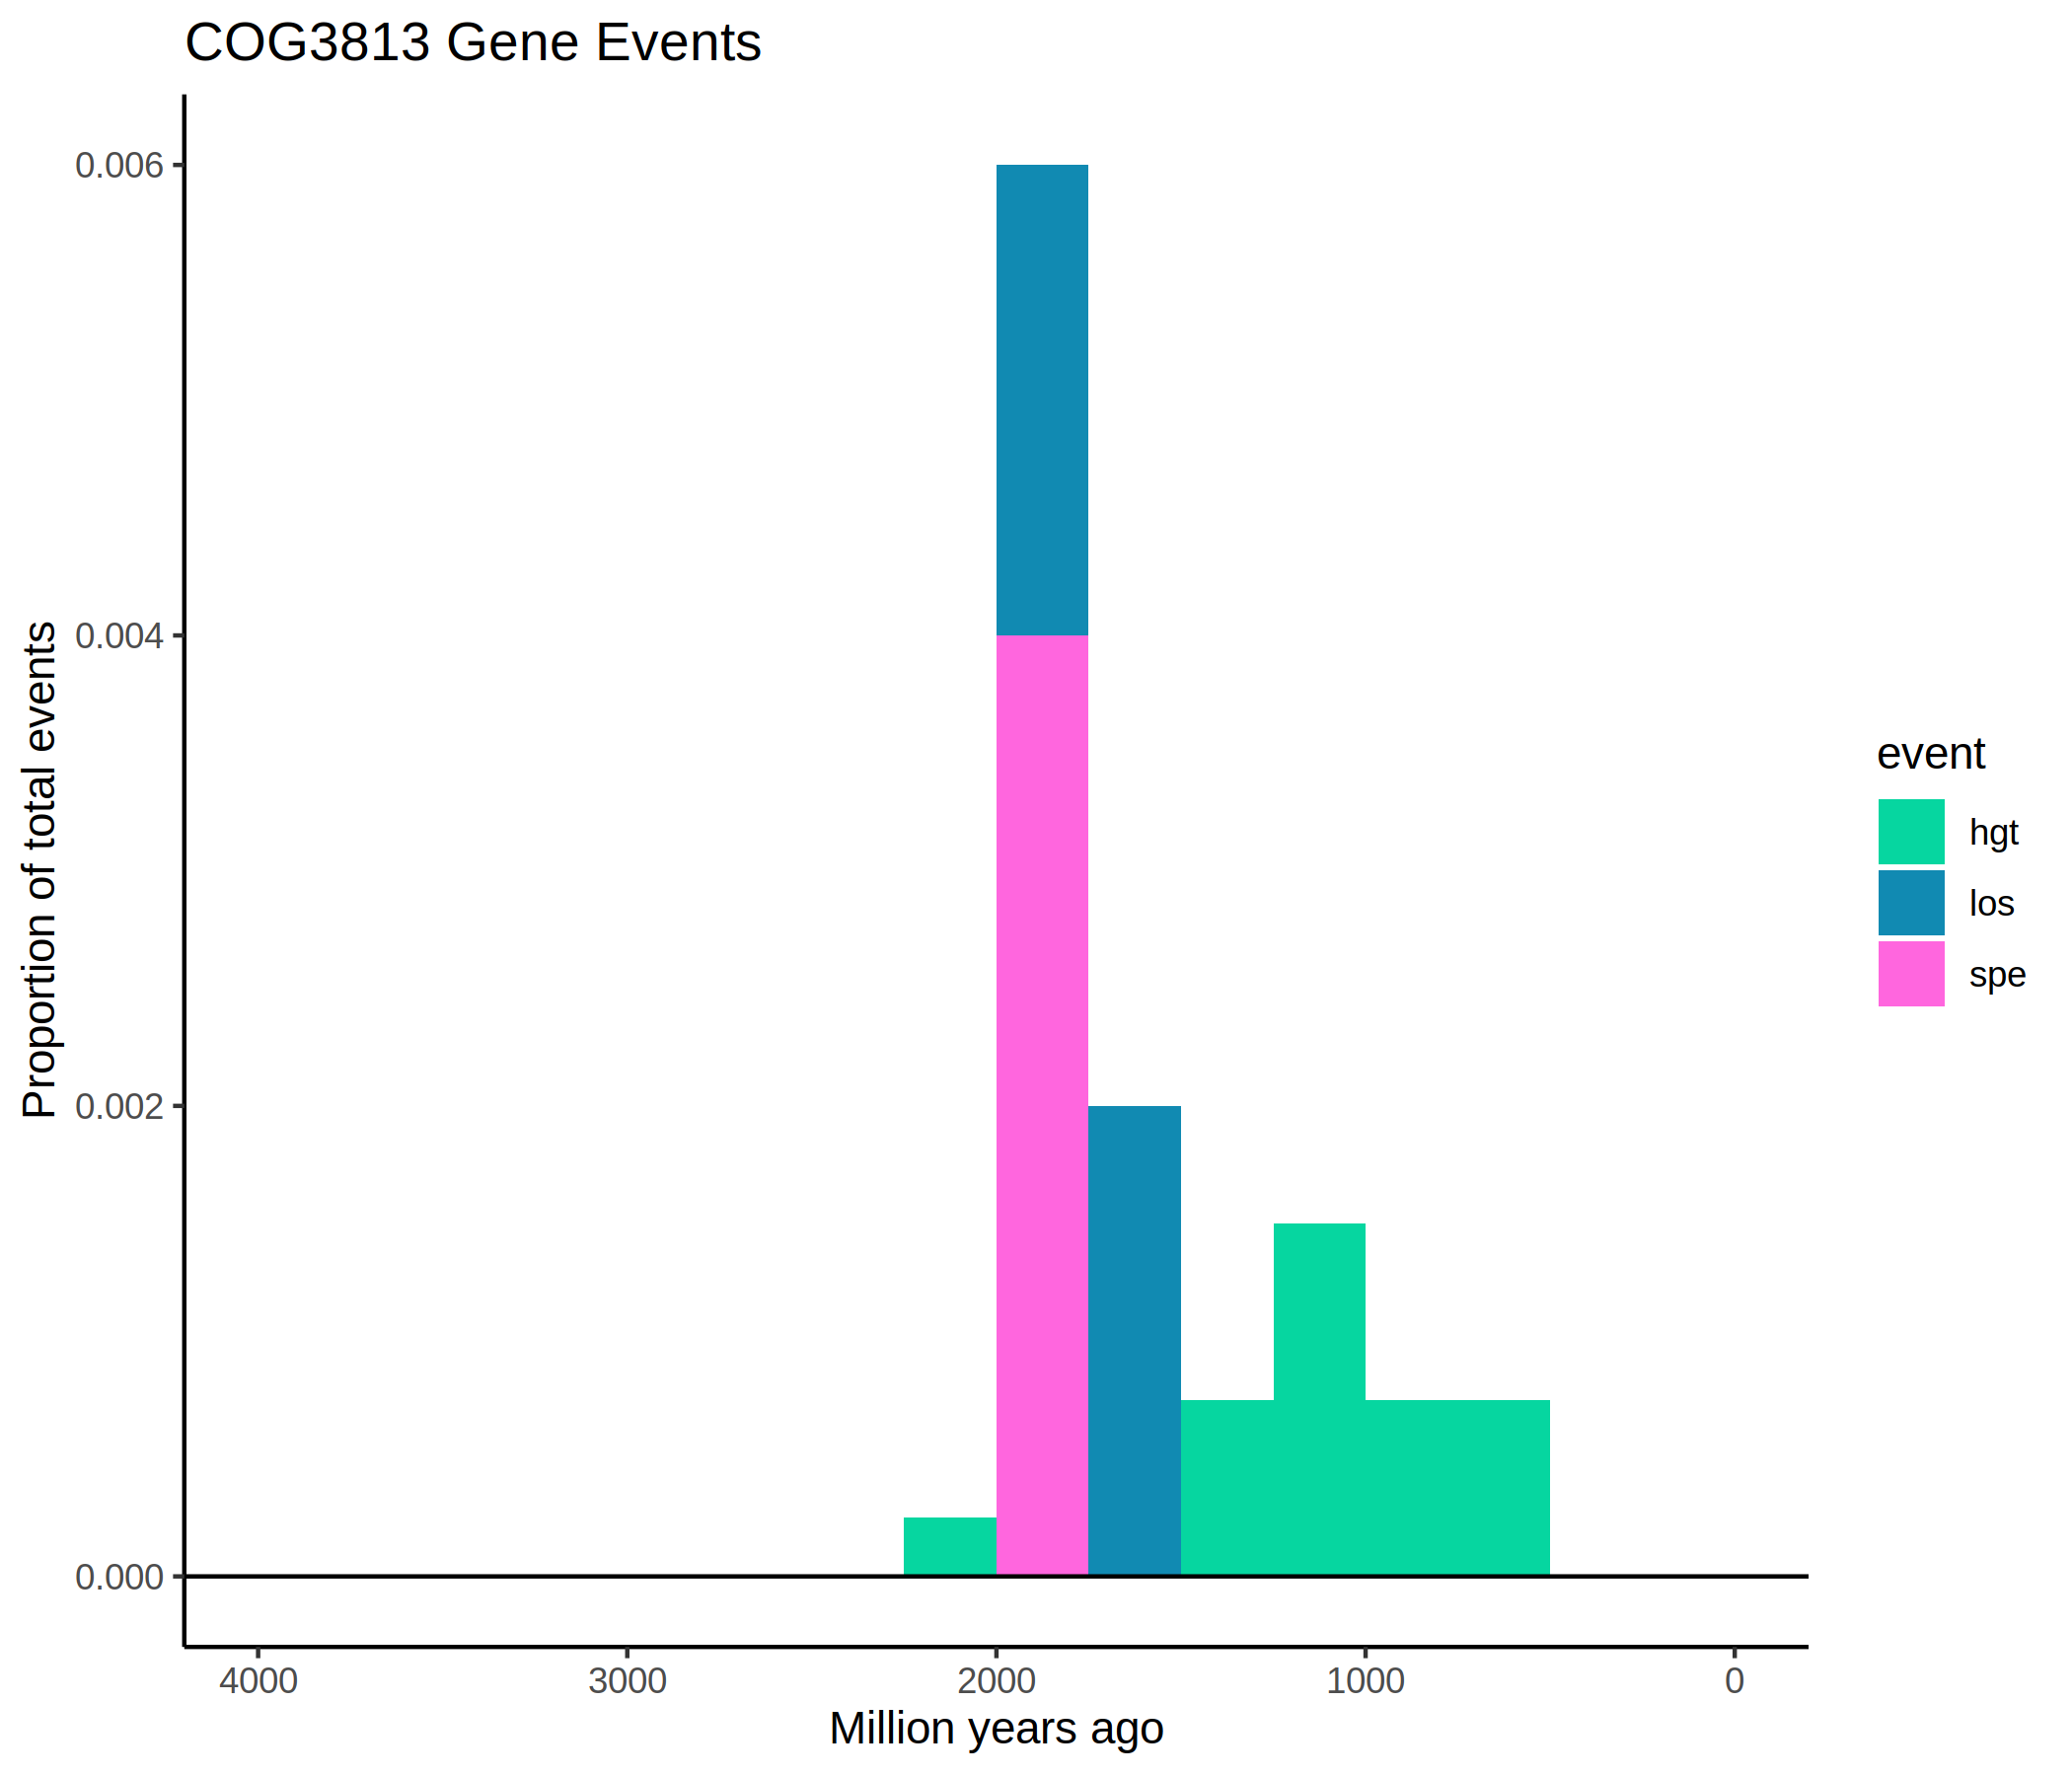 COG3813 Gene Events
Proportion of total events
0.006
0.004
0.002
0.000
4000 3000 2000 1000 0
Million years ago
event
hgt
los
spe